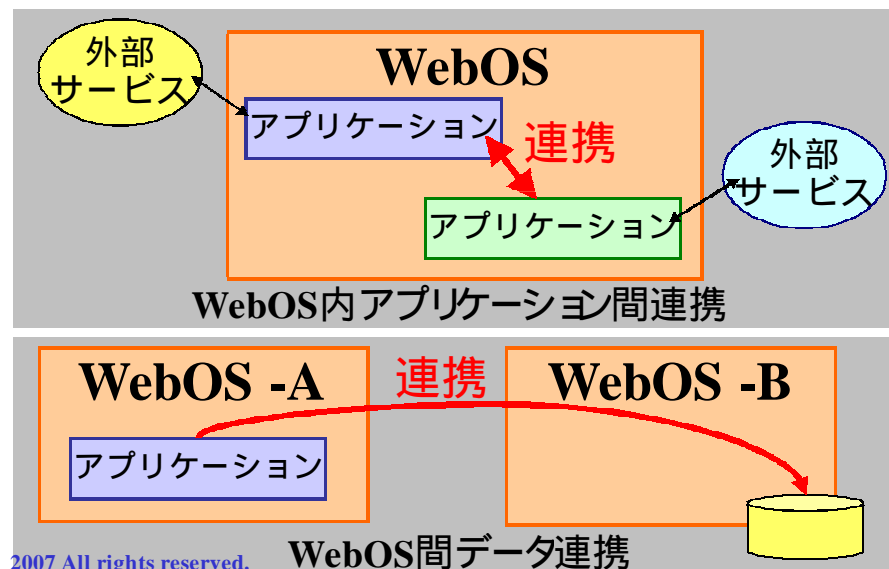 外部
サービス
WebOS
アプリケーション
連携
外部
サービス
アプリケーション
WebOS内アプリケーション間連携
WebOS -A
連携
WebOS -B
アプリケーション
2007 All rights reserved.
WebOS間データ連携